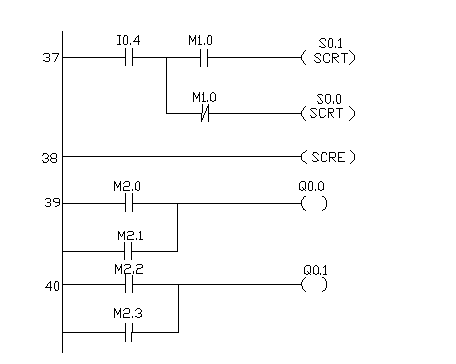 I0.4 M1.0 S0.1
37 (SCRT)
M1.0 S0.0
(SCRT)
38 (SCRE)
M2.0 Q0.0
39 ( )
M2.1
M2.2 Q0.1
40 ( )
M2.3